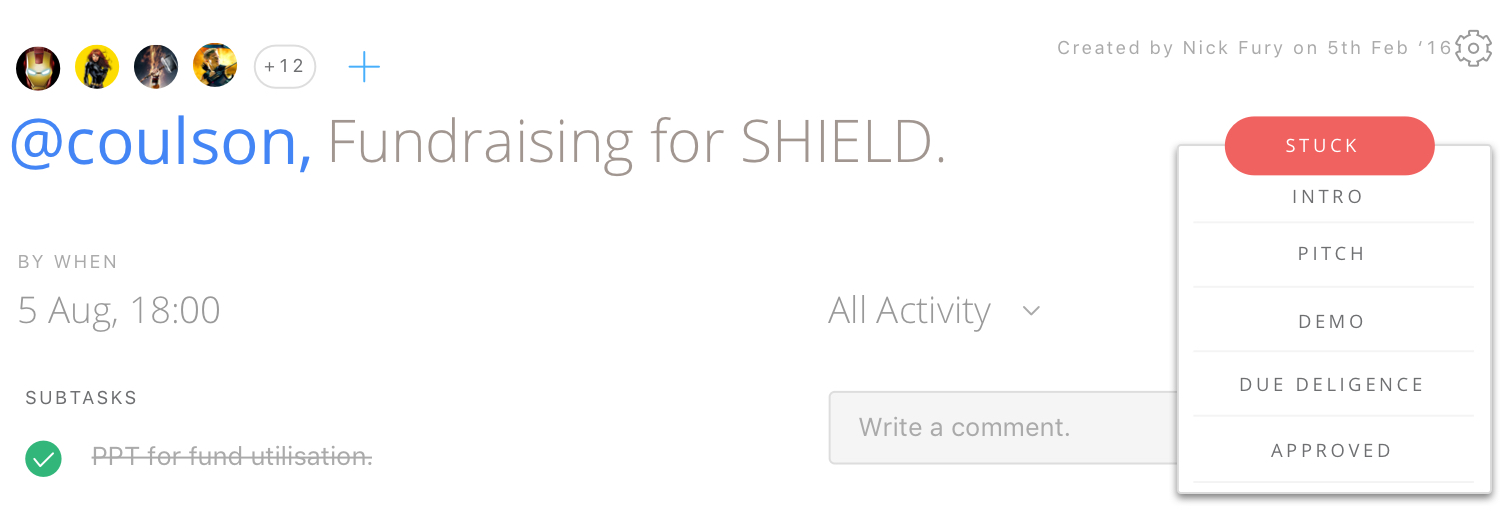 +12
Created by Nick Fury on 5th Feb ‘16
@coulson, Fundraising for SHIELD.
STUCK
INTRO
PITCH
DEMO
DUE DELIGENCE
APPROVED
BY WHEN
5 Aug, 18:00
All Activity
SUBTASKS
PPT for fund utilisation.
Write a comment.